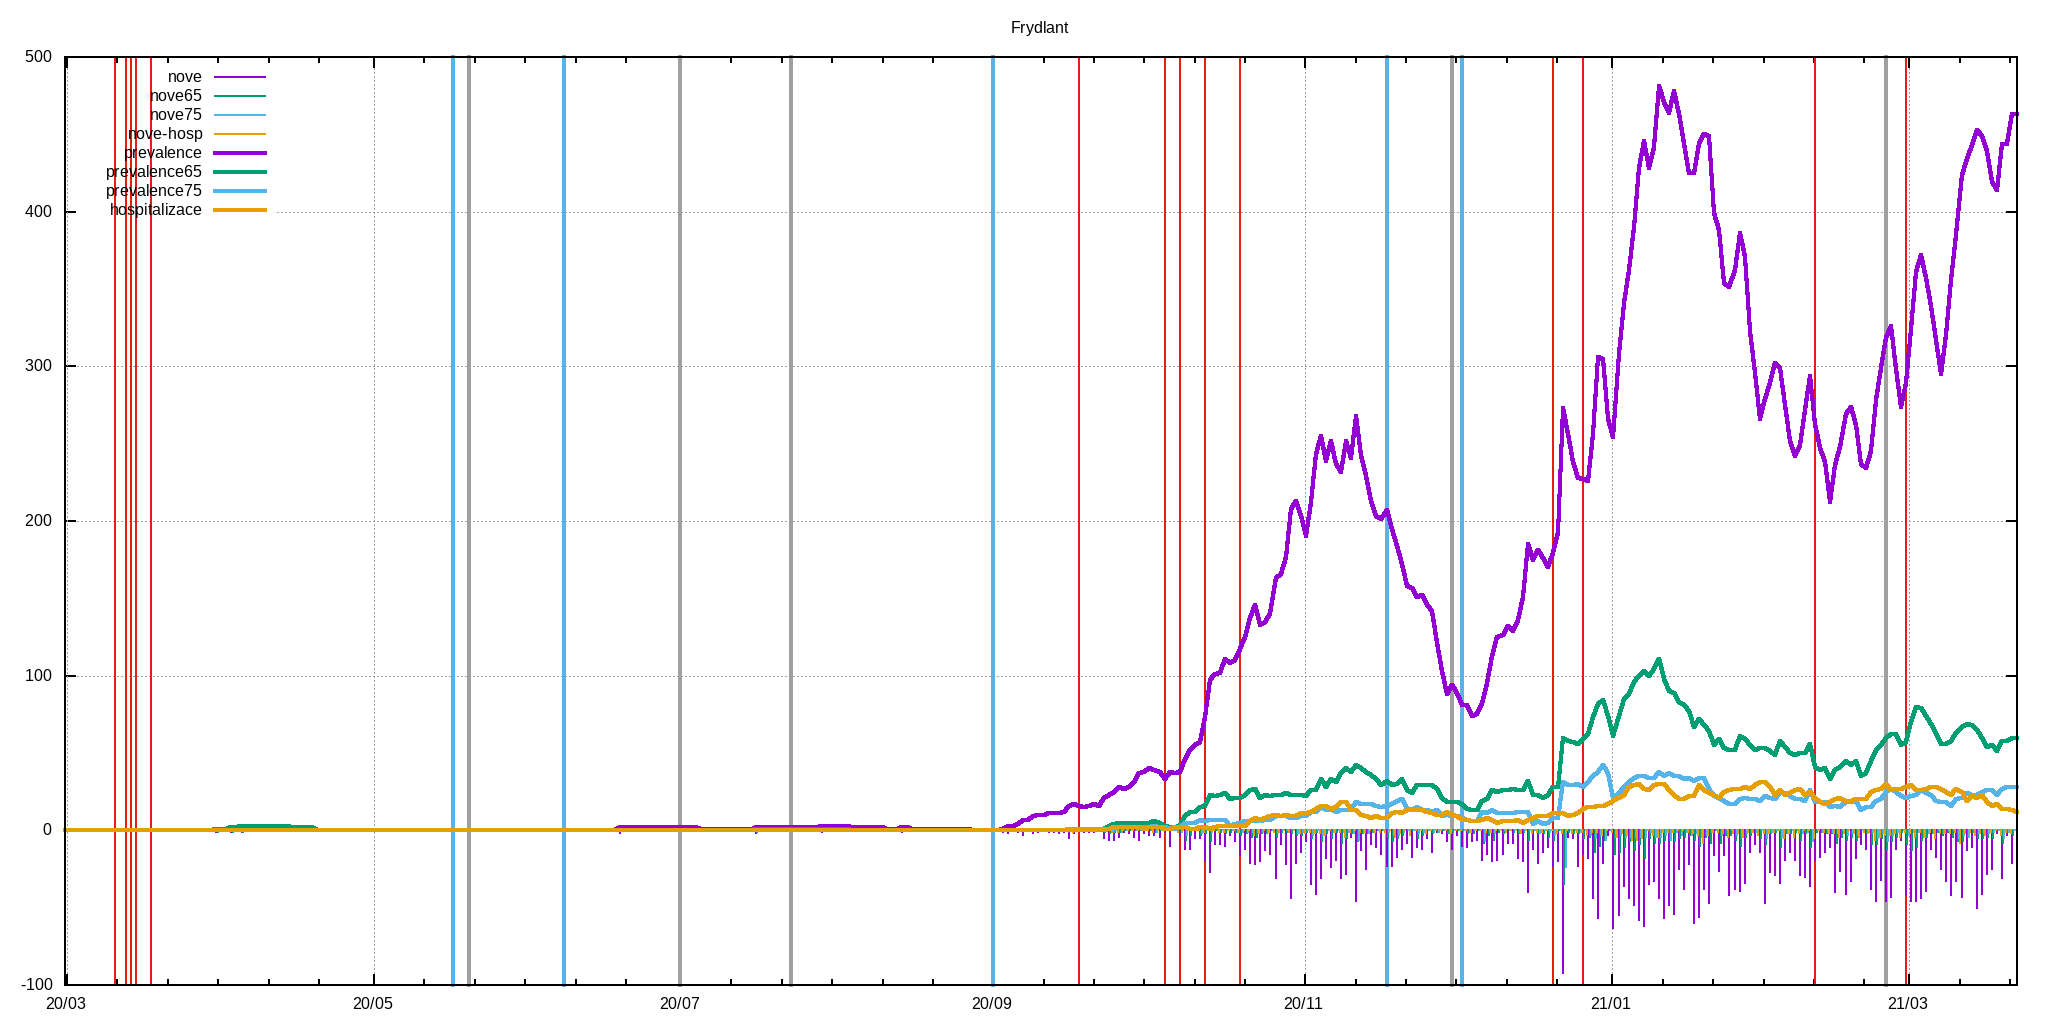 Frydlant
500
nove
nove65
nove75
nove-hosp
prevalence
prevalence65
prevalence75
hospitalizace
400
300
200
100
0
-100
20/03 20/05 20/07 20/09 20/11 21/01 21/03